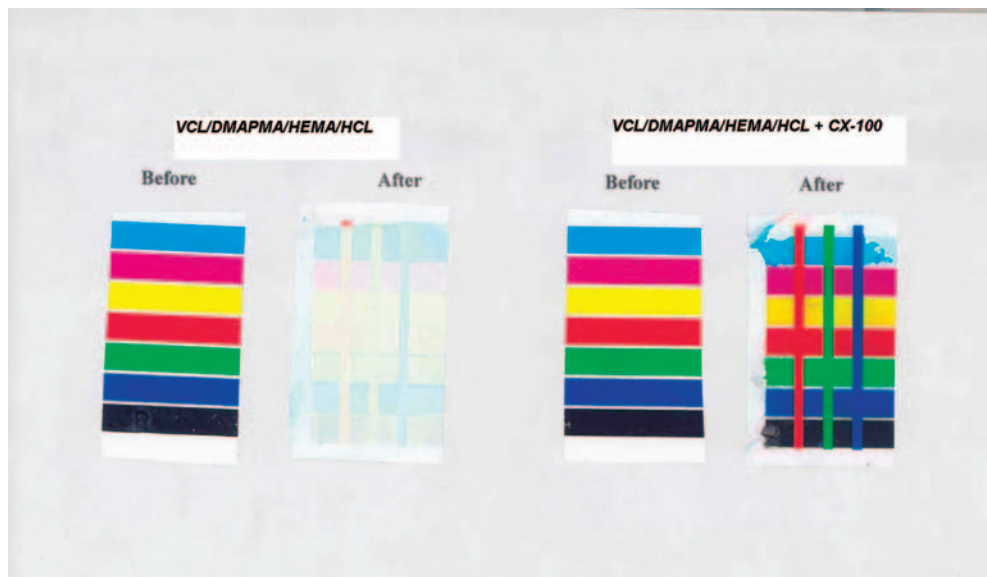 VCL/DMAPMA/HEMA/HCL
VCL/DMAPMA/HEMA/HCL + CX-100
Before
After
Before
After